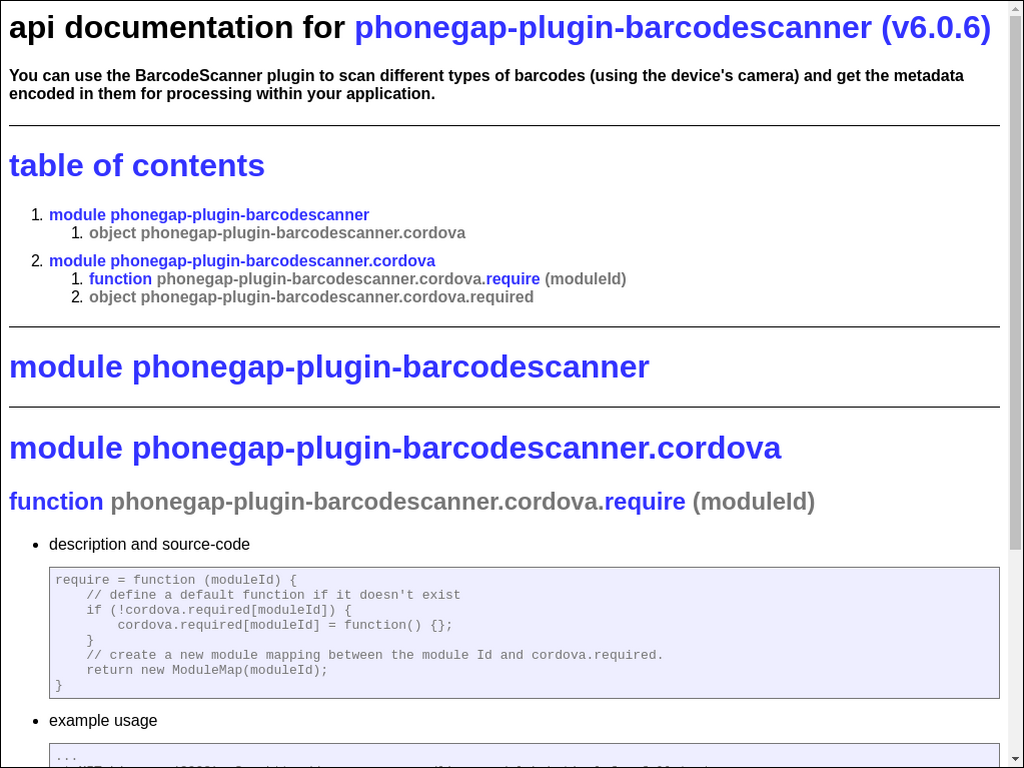 api documentation for phonegap-plugin-barcodescanner (v6.0.6)
You can use the BarcodeScanner plugin to scan different types of barcodes (using the device's camera) and get the metadata
encoded in them for processing within your application.
table of contents
1. module phonegap-plugin-barcodescanner
1. object phonegap-plugin-barcodescanner.cordova
2. module phonegap-plugin-barcodescanner.cordova
1. function phonegap-plugin-barcodescanner.cordova.require (moduleId)
2. object phonegap-plugin-barcodescanner.cordova.required
module phonegap-plugin-barcodescanner
module phonegap-plugin-barcodescanner.cordova
function phonegap-plugin-barcodescanner.cordova.require (moduleId)
• description and source-code
require = function (moduleId) {
    // define a default function if it doesn't exist
    if (!cordova.required[moduleId]) {
        cordova.required[moduleId] = function() {};
    }
    // create a new module mapping between the module Id and cordova.required.
    return new ModuleMap(moduleId);
}
• example usage
...